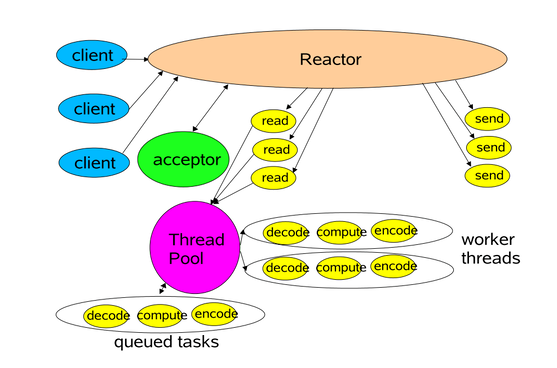 client
Reactor
client
read
send
client
acceptor
read
send
read
send
Thread
Pool
decode compute encode
decode compute encode
worker
threads
decode compute encode
queued tasks